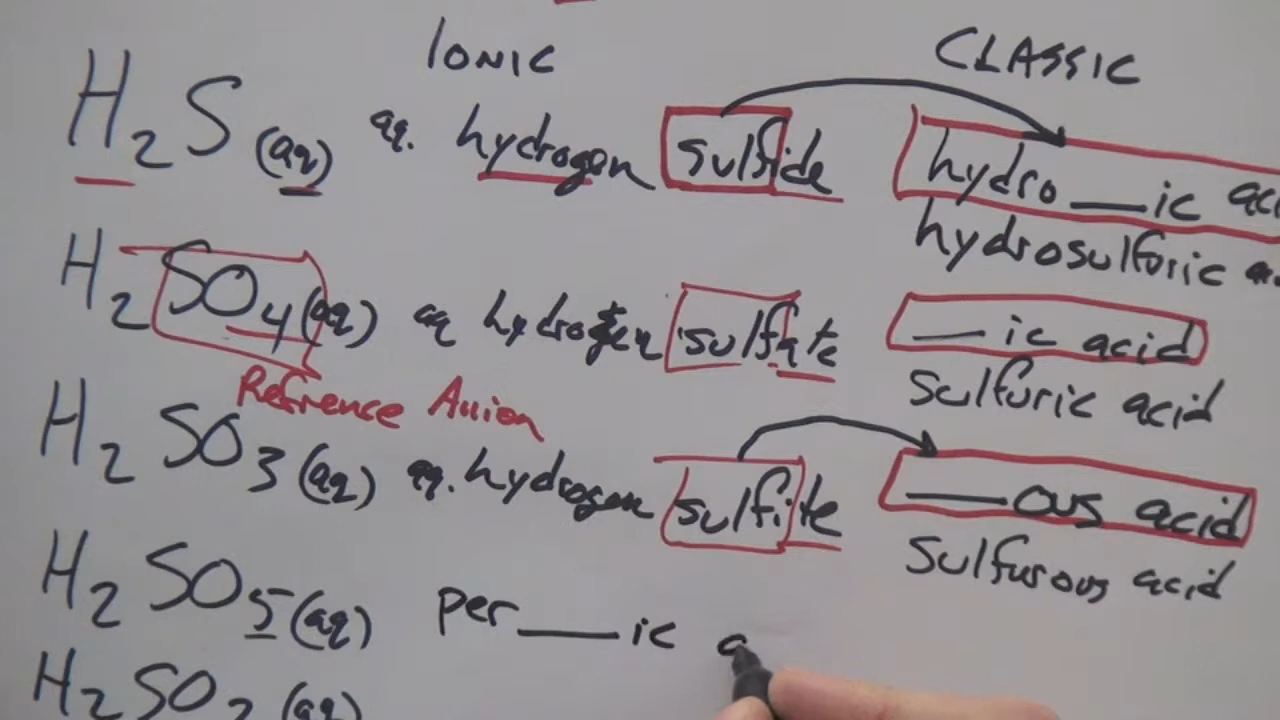 IONIC CLASSIC
H2S(aq) aq. hydrogen sulfide hydro___ic
hydrosulfuric
H2SO4(aq) aq hydrogen sulfate ___ic acid
Refrence Anion sulfuric acid
H2SO3(aq) aq. hydrogen sulfite ___ous acid
sulfurous acid
H2SO5(aq) per___ic a
H2SO2(aq)